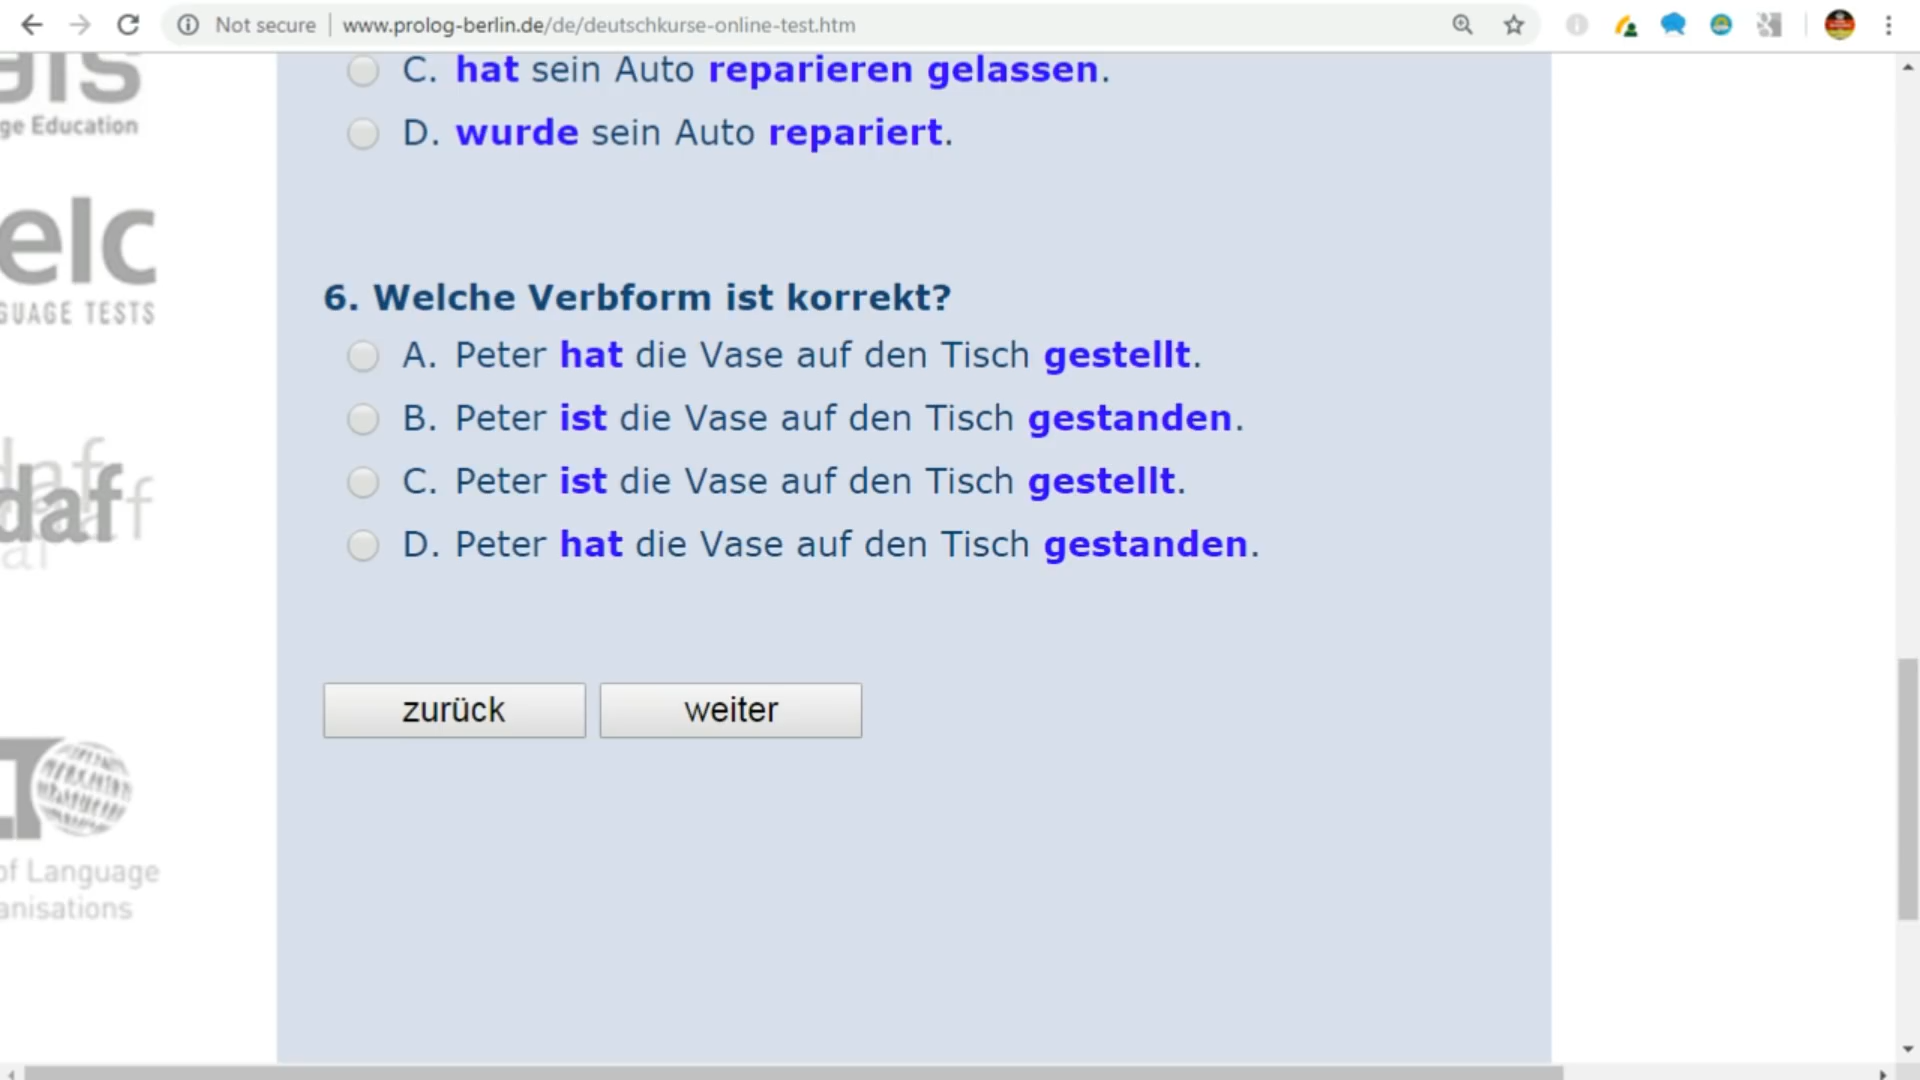 Not secure | www.prolog-berlin.de/de/deutschkurse-online-test.htm
ge Education
elc
GUAGE TESTS
daf
of Language
anisations
C. hat sein Auto reparieren gelassen.
D. wurde sein Auto repariert.
6. Welche Verbform ist korrekt?
A. Peter hat die Vase auf den Tisch gestellt.
B. Peter ist die Vase auf den Tisch gestanden.
C. Peter ist die Vase auf den Tisch gestellt.
D. Peter hat die Vase auf den Tisch gestanden.
zurück
weiter